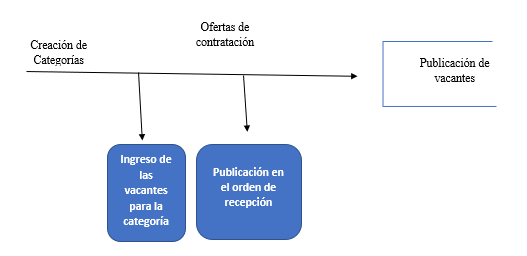 Ofertas de
contratación
Creación de
Categorías
Publicación de
vacantes
Ingreso de
las
vacantes
para la
categoría
Publicación en
el orden de
recepción